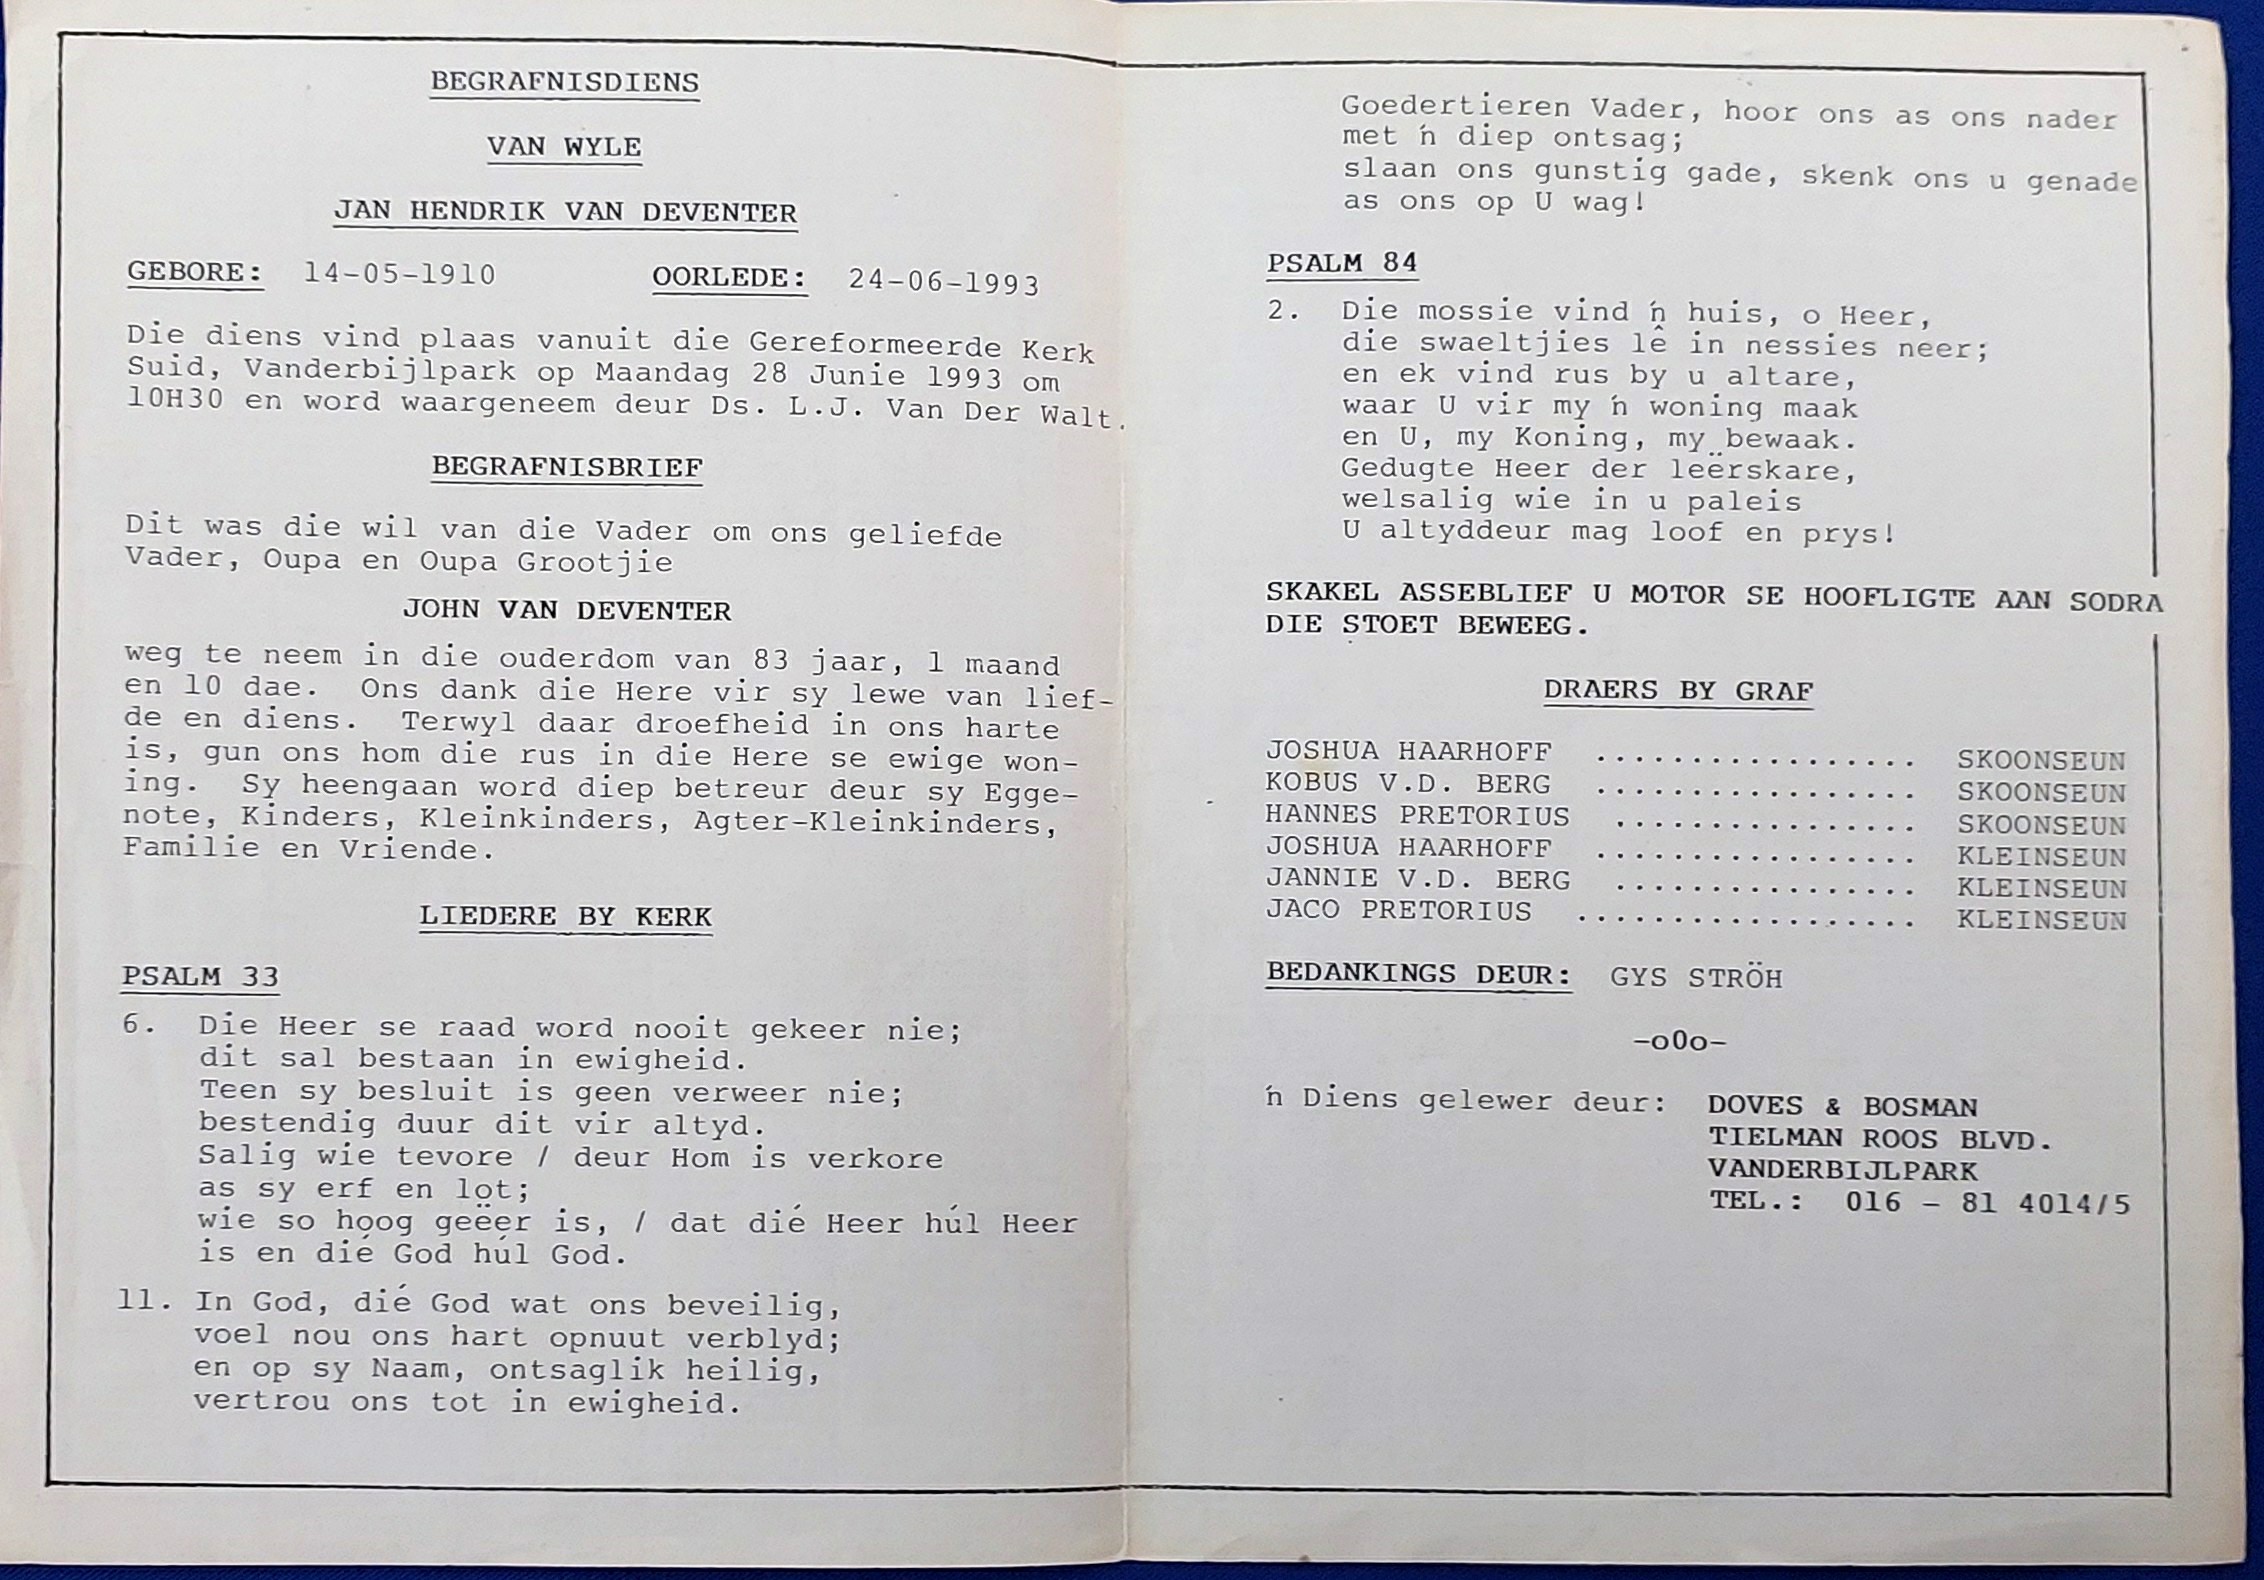 BEGRAFNISDIENS
VAN WYLE
JAN HENDRIK VAN DEVENTER
GEBORE: 14-05-1910 OORLEDE: 24-06-1993
Die diens vind plaas vanuit die Gereformeerde Kerk
Suid, Vanderbijlpark op Maandag 28 Junie 1993 om
10H30 en word waargeneem deur Ds. L.J. Van Der Walt.
BEGRAFNISBRIEF
Dit was die wil van die Vader om ons geliefde
Vader, Oupa en Oupa Grootjie
JOHN VAN DEVENTER
weg te neem in die ouderdom van 83 jaar, 1 maand
en 10 dae. Ons dank die Here vir sy lewe van lief-
de en diens. Terwyl daar droefheid in ons harte
is, gun ons hom die rus in die Here se ewige won-
ing. Sy heengaan word diep betreur deur sy Egge-
note, Kinders, Kleinkinders, Agter-Kleinkinders,
Familie en Vriende.
LIEDERE BY KERK
PSALM 33
6. Die Heer se raad word nooit gekeer nie;
dit sal bestaan in ewigheid.
Teen sy besluit is geen verweer nie;
bestendig duur dit vir altyd.
Salig wie tevore / deur Hom is verkore
as sy erf en lot;
wie so hoog geëer is, / dat dié Heer húl Heer
is en dié God húl God.
11. In God, dié God wat ons beveilig,
voel nou ons hart opnuut verblyd;
en op sy Naam, ontsaglik heilig,
vertrou ons tot in ewigheid.
Goedertieren Vader, hoor ons as ons nader
met ń diep ontsag;
slaan ons gunstig gade, skenk ons u genade
as ons op U wag!
PSALM 84
2. Die mossie vind ń huis, o Heer,
die swaeltjies lê in nessies neer;
en ek vind rus by u altare,
waar U vir my ń woning maak
en U, my Koning, my bewaak.
Gedugte Heer der leërskare,
welsalig wie in u paleis
U altyddeur mag loof en prys!
SKAKEL ASSEBLIEF U MOTOR SE HOOFLIGTE AAN SODRA
DIE STOET BEWEEG.
DRAERS BY GRAF
JOSHUA HAARHOFF ................. SKOONSEUN
KOBUS V.D. BERG ................. SKOONSEUN
HANNES PRETORIUS ................ SKOONSEUN
JOSHUA HAARHOFF ................. KLEINSEUN
JANNIE V.D. BERG ................ KLEINSEUN
JACO PRETORIUS .................. KLEINSEUN
BEDANKINGS DEUR: GYS STRÖH
-oOo-
ń Diens gelewer deur: DOVES & BOSMAN
TIELMAN ROOS BLVD.
VANDERBIJLPARK
TEL.: 016 - 81 4014/5